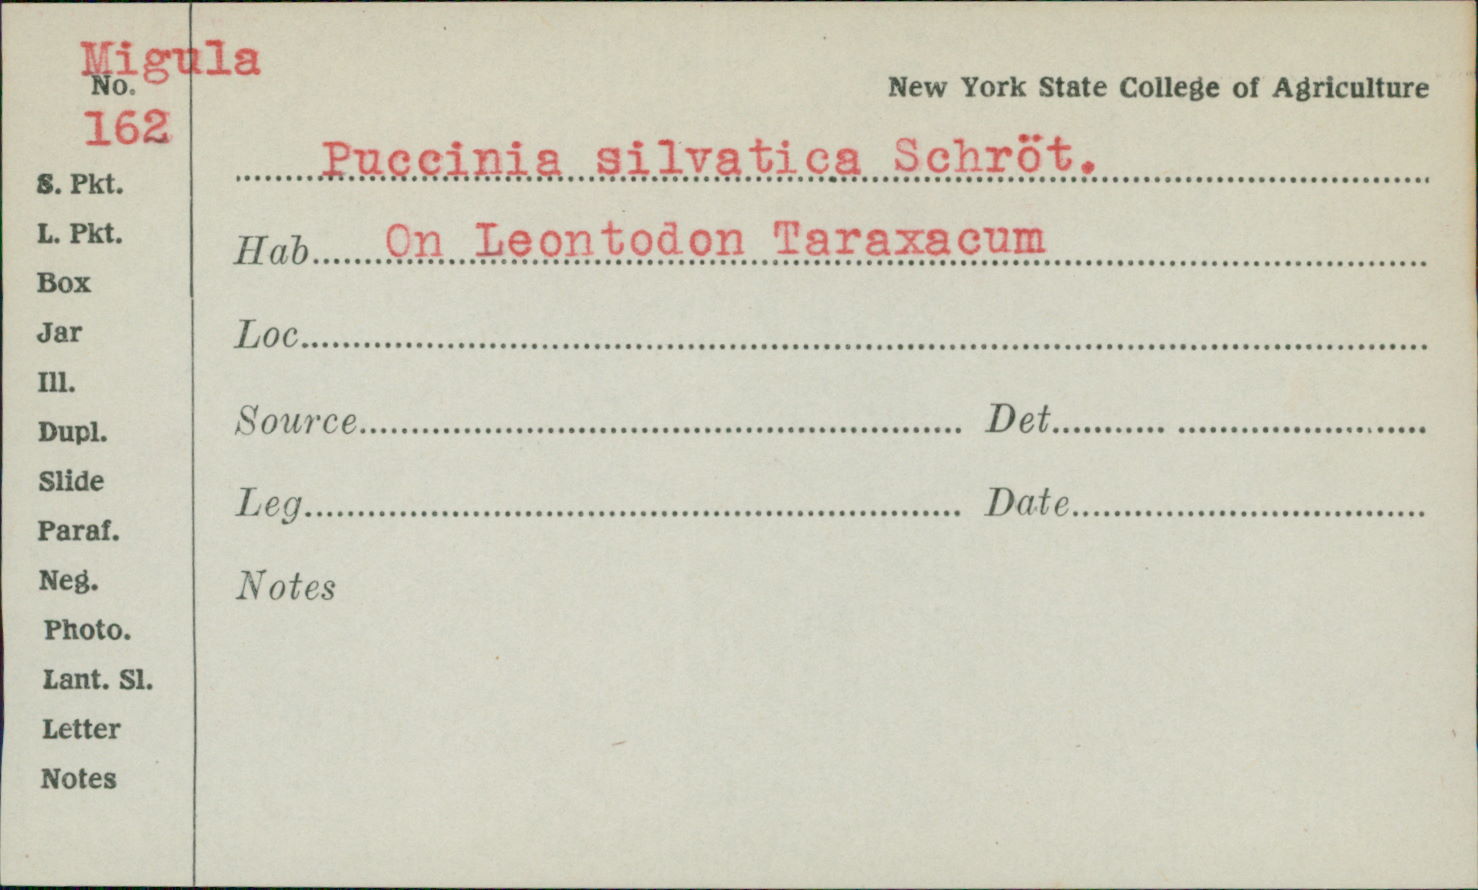 Migula
No.
162
New York State College of Agriculture
Puccinia silvatica Schröt.
S. Pkt.
L. Pkt.
Box
Jar
Ill.
Dupl.
Slide
Paraf.
Neg.
Photo.
Lant. Sl.
Letter
Notes
Hab. On Leontodon Taraxacum
Loc.
Source Det.
Leg. Date
Notes